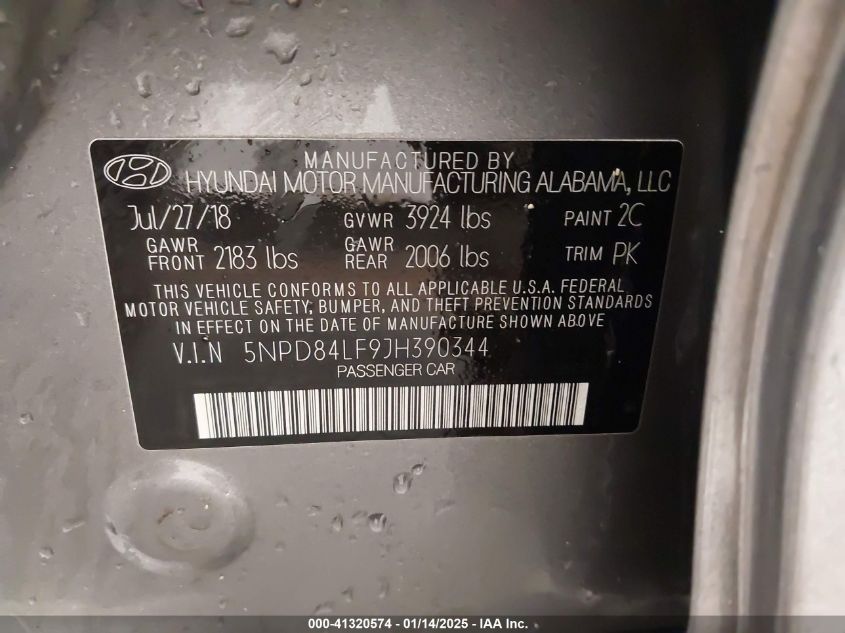 MANUFACTURED BY
HYUNDAI MOTOR MANUFACTURING ALABAMA, LLC
Jul/27/18 GVWR 3924 lbs PAINT 2C
GAWR FRONT 2183 lbs GAWR REAR 2006 lbs TRIM PK
THIS VEHICLE CONFORMS TO ALL APPLICABLE U.S.A. FEDERAL
MOTOR VEHICLE SAFETY, BUMPER, AND THEFT PREVENTION STANDARDS
IN EFFECT ON THE DATE OF MANUFACTURE SHOWN ABOVE
V.I.N 5NPD84LF9JH390344
PASSENGER CAR
000-41320574 - 01/14/2025 - IAA Inc.